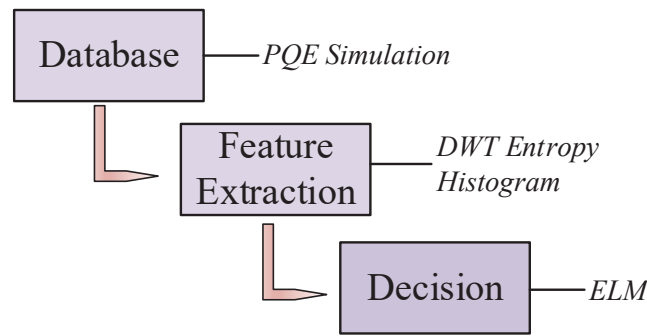 Database
PQE Simulation
Feature
Extraction
DWT Entropy
Histogram
Decision
ELM